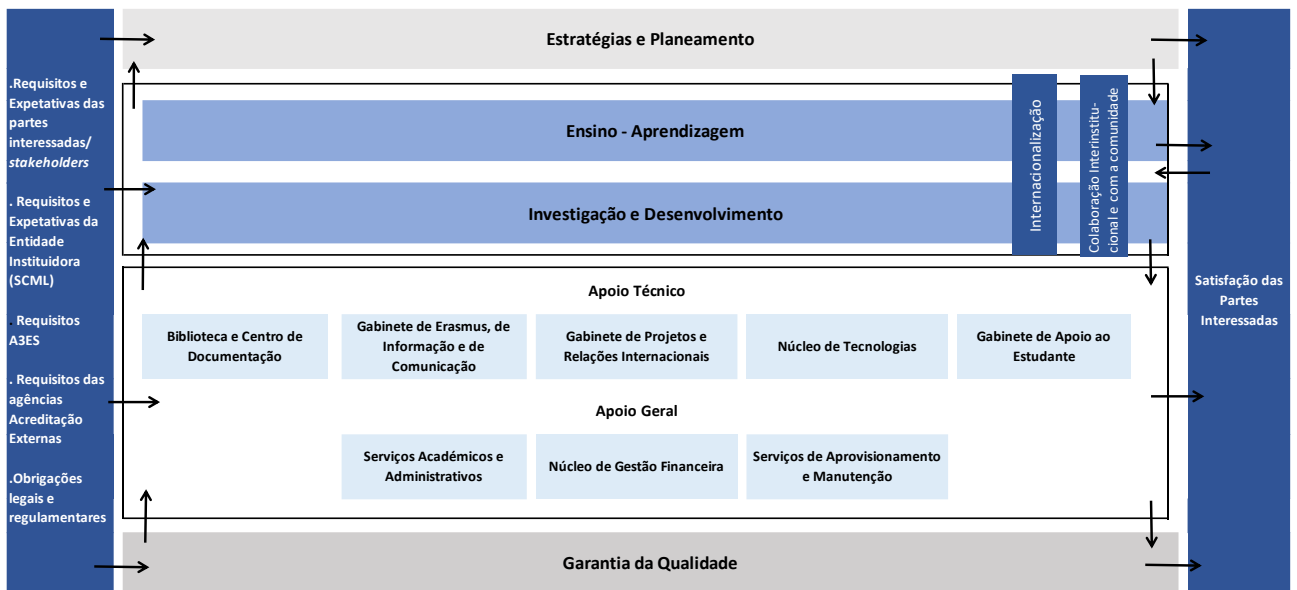 Estratégias e Planeamento
.Requisitos e
Expetativas das
partes
interessadas/
stakeholders
. Requisitos e
Expetativas da
Entidade
Instituidora
(SCML)
. Requisitos
A3ES
. Requisitos das
agências
Acreditação
Externas
.Obrigações
legais e
regulamentares
Ensino - Aprendizagem
Investigação e Desenvolvimento
Internacionalização
Colaboração Interinstitu-
cional e com a comunidade
Apoio Técnico
Biblioteca e Centro de
Documentação
Gabinete de Erasmus, de
Informação e de
Comunicação
Gabinete de Projetos e
Relações Internacionais
Núcleo de Tecnologias
Gabinete de Apoio ao
Estudante
Apoio Geral
Serviços Académicos e
Administrativos
Núcleo de Gestão Financeira
Serviços de Aprovisionamento
e Manutenção
Garantia da Qualidade
Satisfação das
Partes
Interessadas